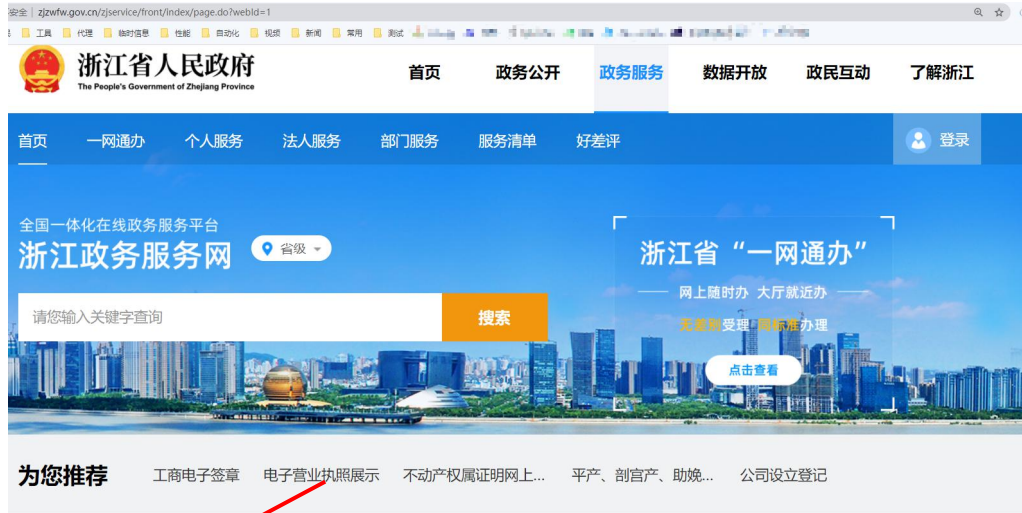 安全 | zjzwfw.gov.cn/zjservice/front/index/page.do?webId=1
工具 代理 临时信息 性能 自动化 视频 新闻 常用 测试
浙江省人民政府
The People's Government of Zhejiang Province
首页 政务公开 政务服务 数据开放 政民互动 了解浙江
首页 一网通办 个人服务 法人服务 部门服务 服务清单 好差评 登录
全国一体化在线政务服务平台
浙江政务服务网 省级
请您输入关键字查询 搜索
浙江省“一网通办”
网上随时办 大厅就近办
无差别受理 同标准办理
点击查看
为您推荐 工商电子签章 电子营业执照展示 不动产权属证明网上... 平产、剖宫产、助娩... 公司设立登记